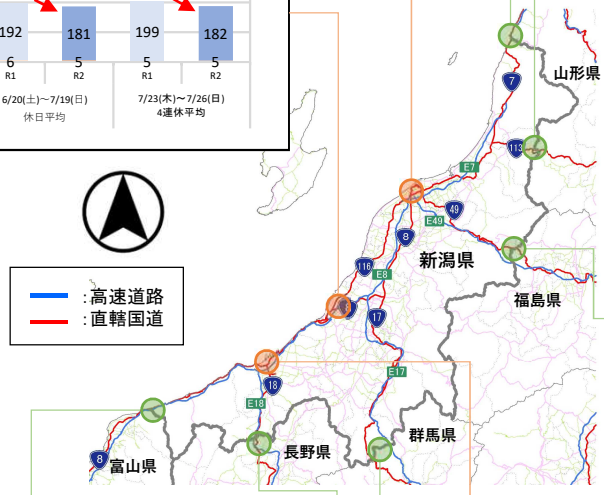 192
181
199
182
6
5
5
5
R1
R2
R1
R2
6/20(土)～7/19(日)
休日平均
7/23(木)～7/26(日)
4連休平均
:高速道路
:直轄国道
山形県
7
113
E7
49
E49
8
新潟県
116
E8
福島県
17
18
E17
E18
群馬県
長野県
8
富山県